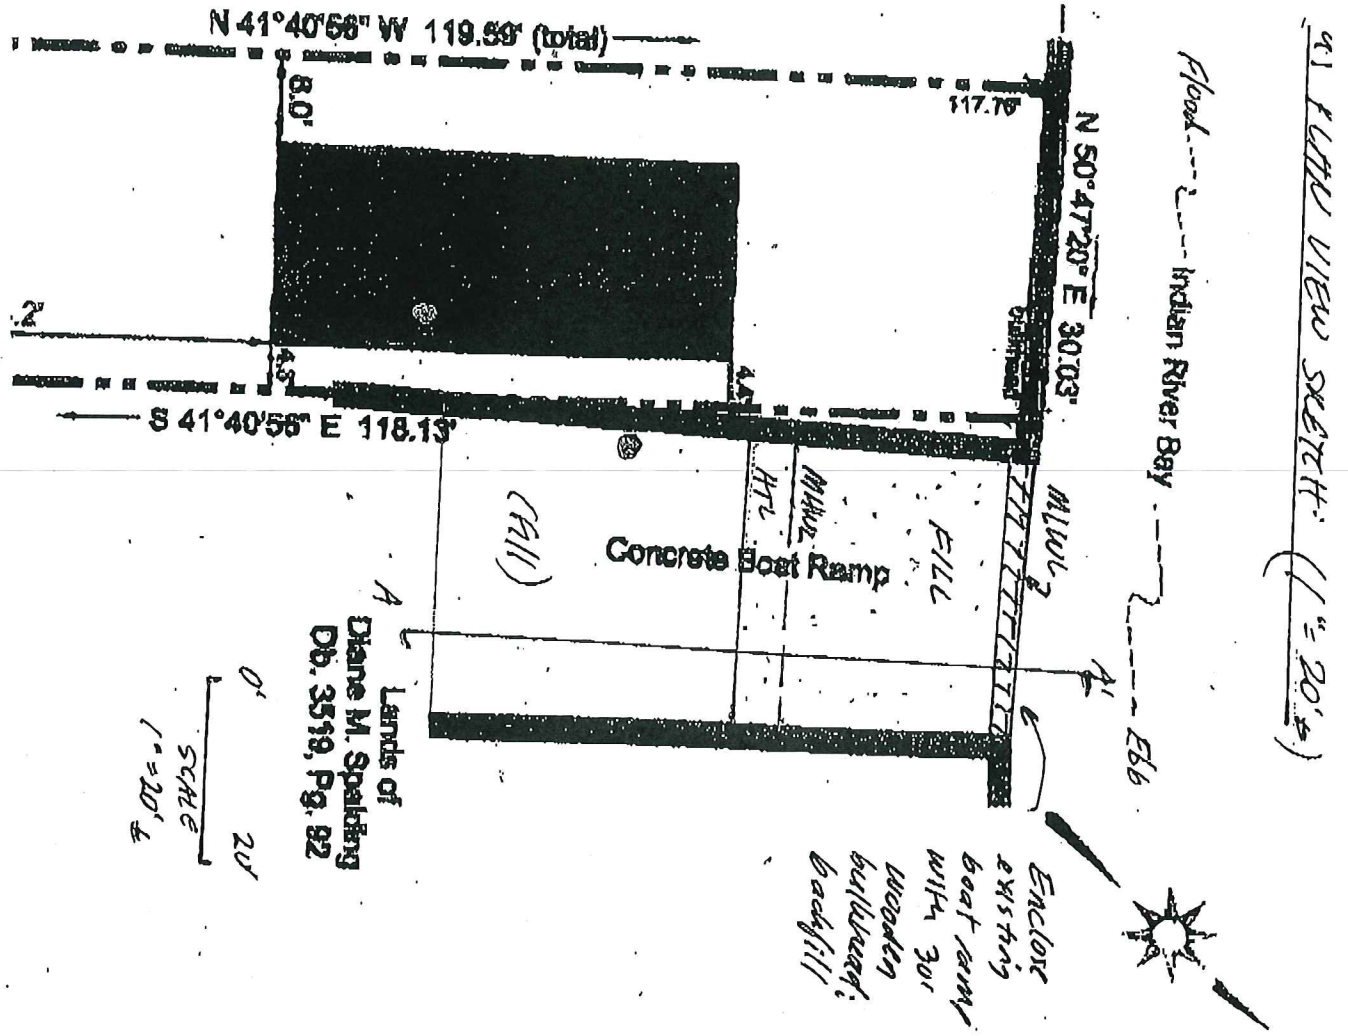 PLAN VIEW SKETCH: (1" = 20'±)
Flood
Indian River Bay
Ebb
N 41°40'56" W 119.59' (total)
117.76'
N 50°47'20" E 30.03'
8.0'
.2'
4.3'
4.4'
S 41°40'56" E 118.13'
MLWL
MHWL
HTL
FILL
(fill)
Concrete Boat Ramp
A
A'
Lands of
Diane M. Spalding
Db. 3519, Pg. 92
0'
20'
SCALE
1"=20'±
Enclose
existing
boat ramp
with 30'
wooden
bulkhead;
backfill